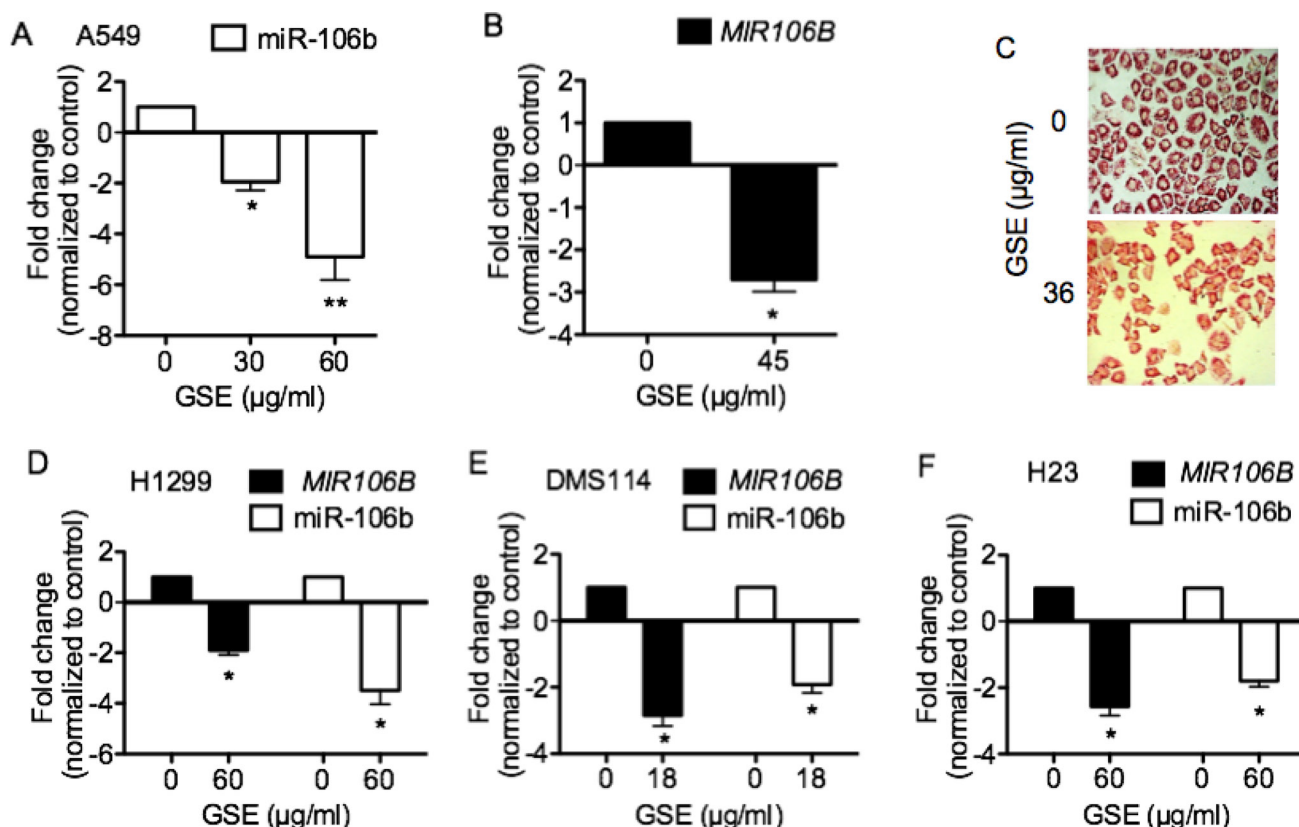 A A549 miR-106b
Fold change
(normalized to control)
2
0
-2
-4
-6
-8
*
**
0 30 60
GSE (µg/ml)
B MIR106B
Fold change
(normalized to control)
2
1
0
-1
-2
-3
-4
*
0 45
GSE (µg/ml)
C
GSE (µg/ml)
0
36
D H1299 MIR106B
miR-106b
Fold change
(normalized to control)
2
0
-2
-4
-6
*
*
0 60 0 60
GSE (µg/ml)
E DMS114 MIR106B
miR-106b
Fold change
(normalized to control)
2
0
-2
-4
*
*
0 18 0 18
GSE (µg/ml)
F H23 MIR106B
miR-106b
Fold change
(normalized to control)
2
0
-2
-4
*
*
0 60 0 60
GSE (µg/ml)